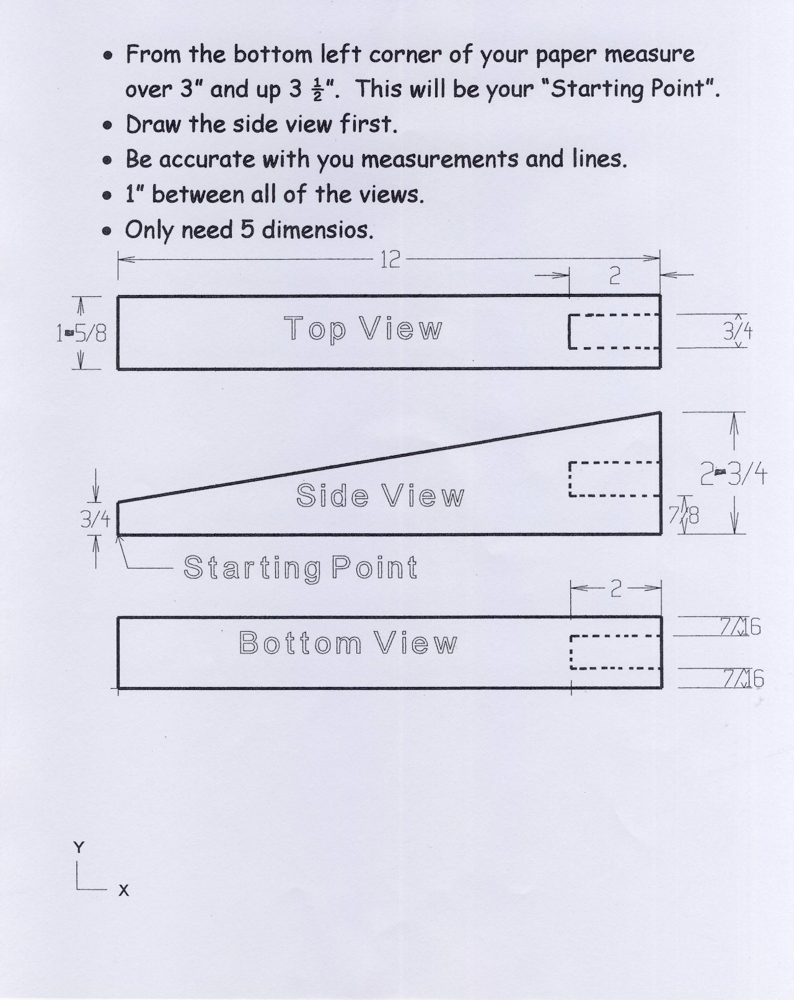 • From the bottom left corner of your paper measure
over 3" and up 3 ½". This will be your "Starting Point".
• Draw the side view first.
• Be accurate with you measurements and lines.
• 1" between all of the views.
• Only need 5 dimensios.
12
2
1-5/8
Top View
3/4
2-3/4
Side View
3/4
7/8
Starting Point
2
7/16
Bottom View
7/16
Y
X